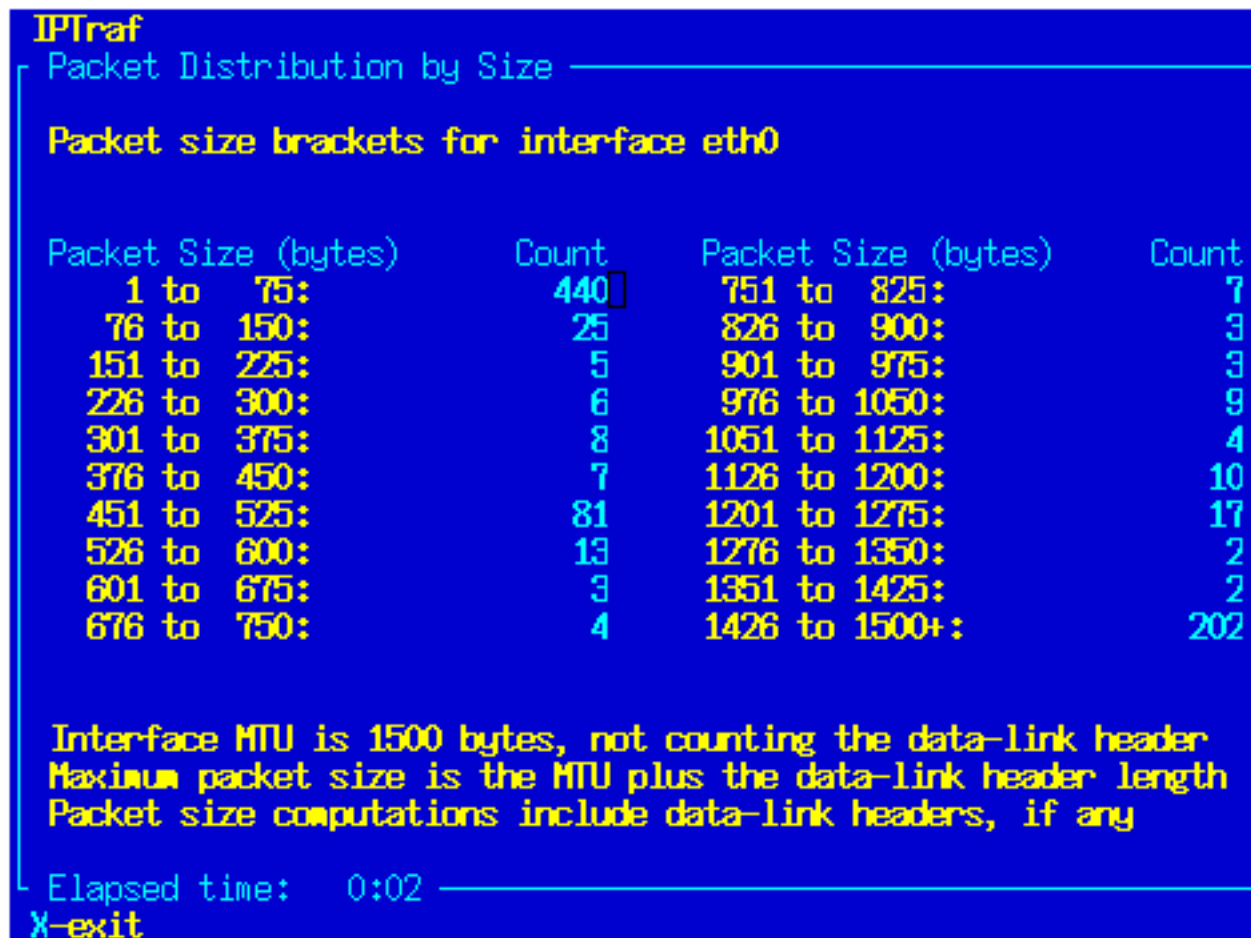 IPTraf
Packet Distribution by Size
Packet size brackets for interface eth0
Packet Size (bytes) Count Packet Size (bytes) Count
1 to 75: 440 751 to 825: 7
76 to 150: 25 826 to 900: 3
151 to 225: 5 901 to 975: 3
226 to 300: 6 976 to 1050: 9
301 to 375: 8 1051 to 1125: 4
376 to 450: 7 1126 to 1200: 10
451 to 525: 81 1201 to 1275: 17
526 to 600: 13 1276 to 1350: 2
601 to 675: 3 1351 to 1425: 2
676 to 750: 4 1426 to 1500+: 202
Interface MTU is 1500 bytes, not counting the data-link header
Maximum packet size is the MTU plus the data-link header length
Packet size computations include data-link headers, if any
Elapsed time: 0:02
X-exit